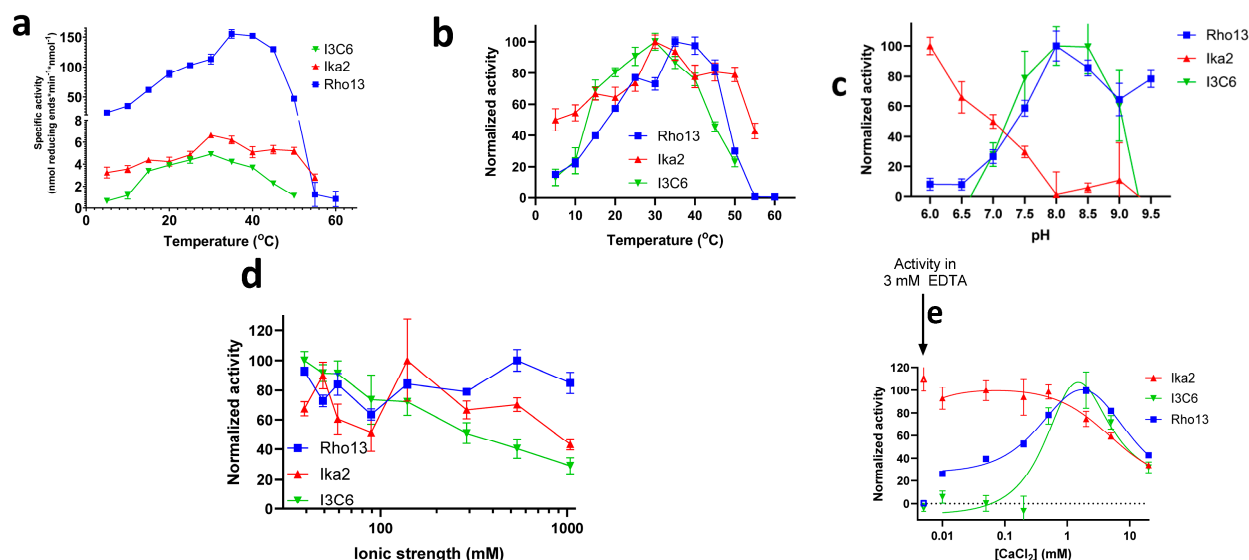 a
Specific activity
(nmol reducing ends*min⁻¹*nmol⁻¹)
150
100
50
8
6
4
2
0
0
20
40
60
Temperature (°C)
I3C6
Ika2
Rho13
b
Normalized activity
100
80
60
40
20
0
0
10
20
30
40
50
60
Temperature (°C)
Rho13
Ika2
I3C6
c
Normalized activity
100
80
60
40
20
0
6.0
6.5
7.0
7.5
8.0
8.5
9.0
9.5
pH
Rho13
Ika2
I3C6
d
Normalized activity
120
100
80
60
40
20
0
100
1000
Ionic strength (mM)
Rho13
Ika2
I3C6
Activity in
3 mM EDTA
e
Normalized activity
120
100
80
60
40
20
0
0.01
0.1
1
10
[CaCl₂] (mM)
Ika2
I3C6
Rho13